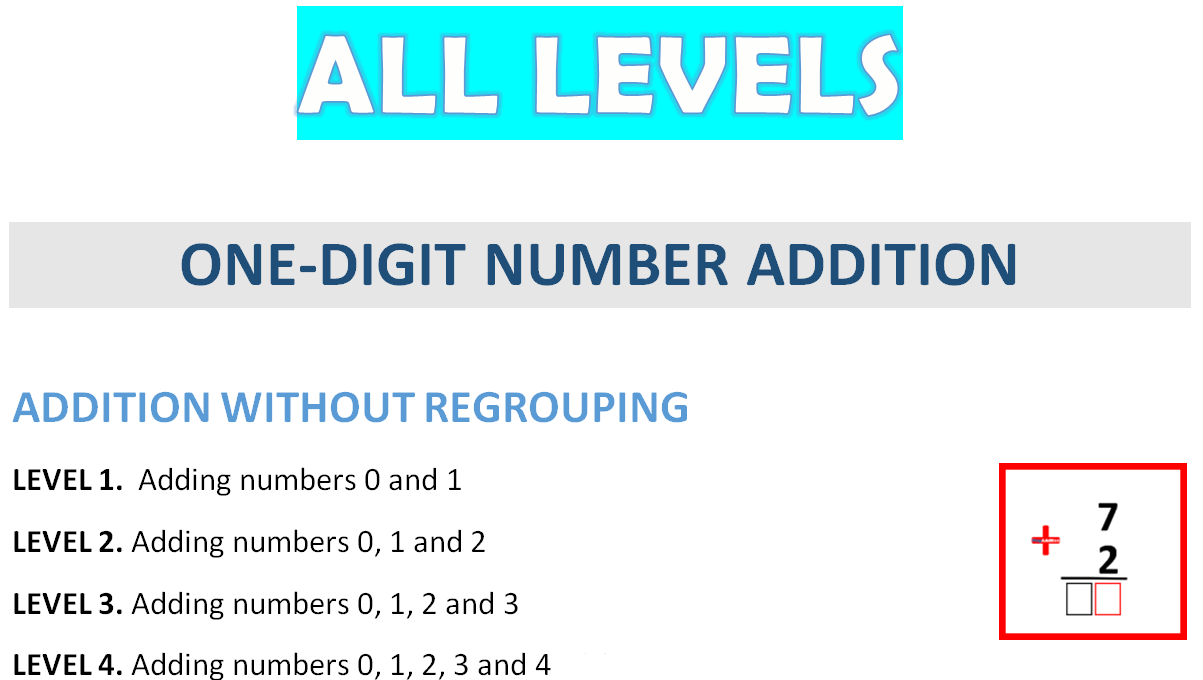 ALL LEVELS
ONE-DIGIT NUMBER ADDITION
ADDITION WITHOUT REGROUPING
LEVEL 1. Adding numbers 0 and 1
LEVEL 2. Adding numbers 0, 1 and 2
LEVEL 3. Adding numbers 0, 1, 2 and 3
LEVEL 4. Adding numbers 0, 1, 2, 3 and 4
7
+
2